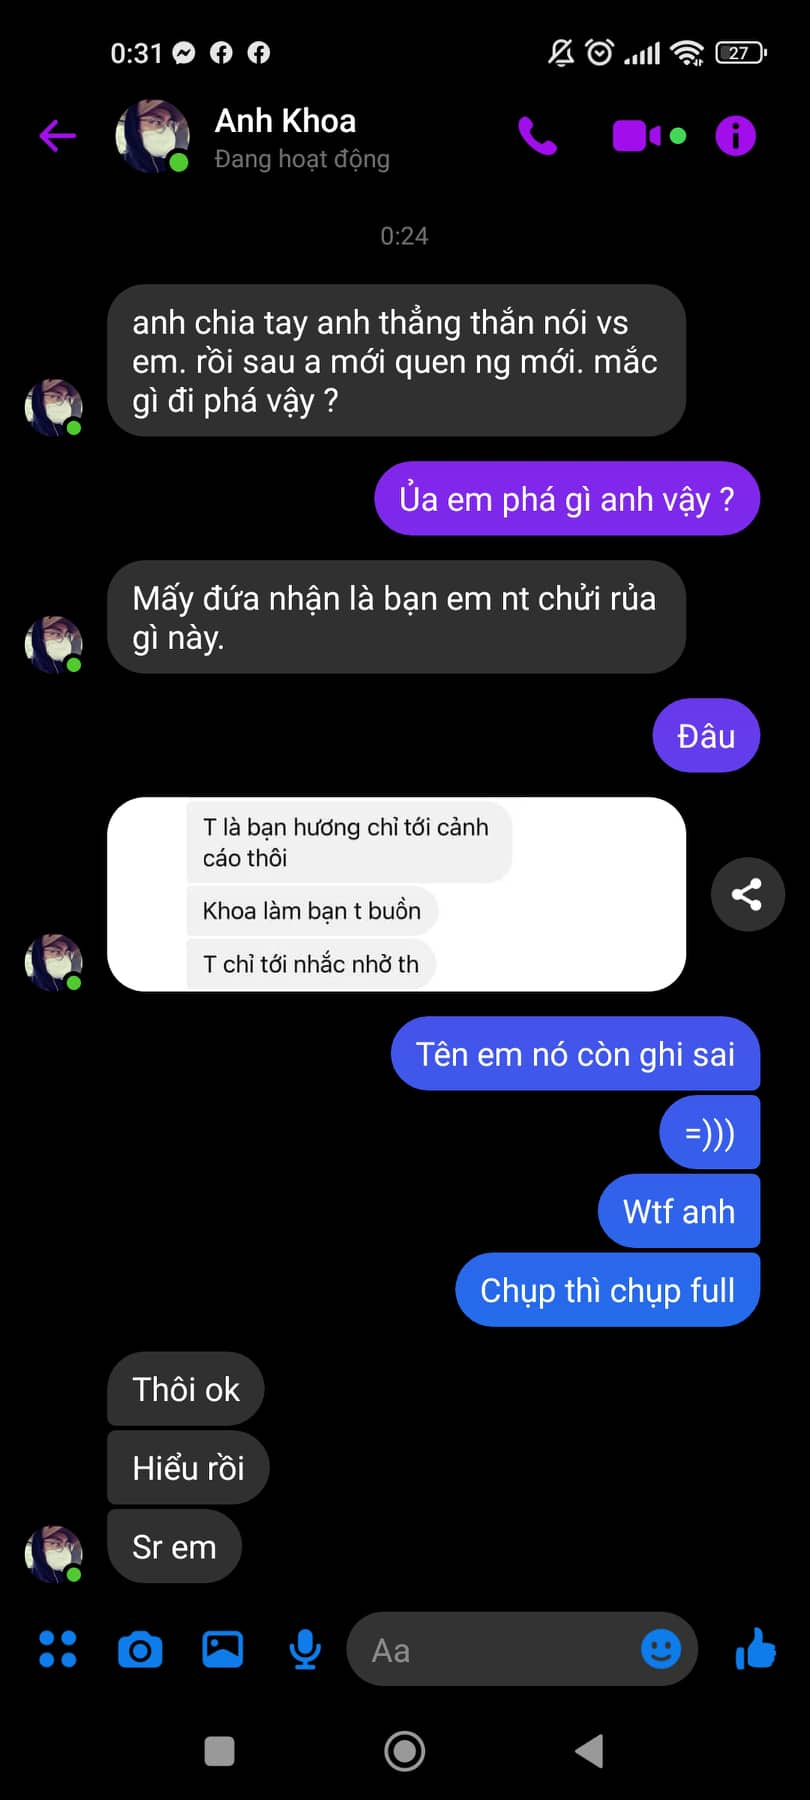 0:31
27
Anh Khoa
Đang hoạt động
0:24
anh chia tay anh thẳng thắn nói vs
em. rồi sau a mới quen ng mới. mắc
gì đi phá vậy ?
Ủa em phá gì anh vậy ?
Mấy đứa nhận là bạn em nt chửi rủa
gì này.
Đâu
T là bạn hương chỉ tới cảnh
cáo thôi
Khoa làm bạn t buồn
T chỉ tới nhắc nhở th
Tên em nó còn ghi sai
=)))
Wtf anh
Chụp thì chụp full
Thôi ok
Hiểu rồi
Sr em
Aa